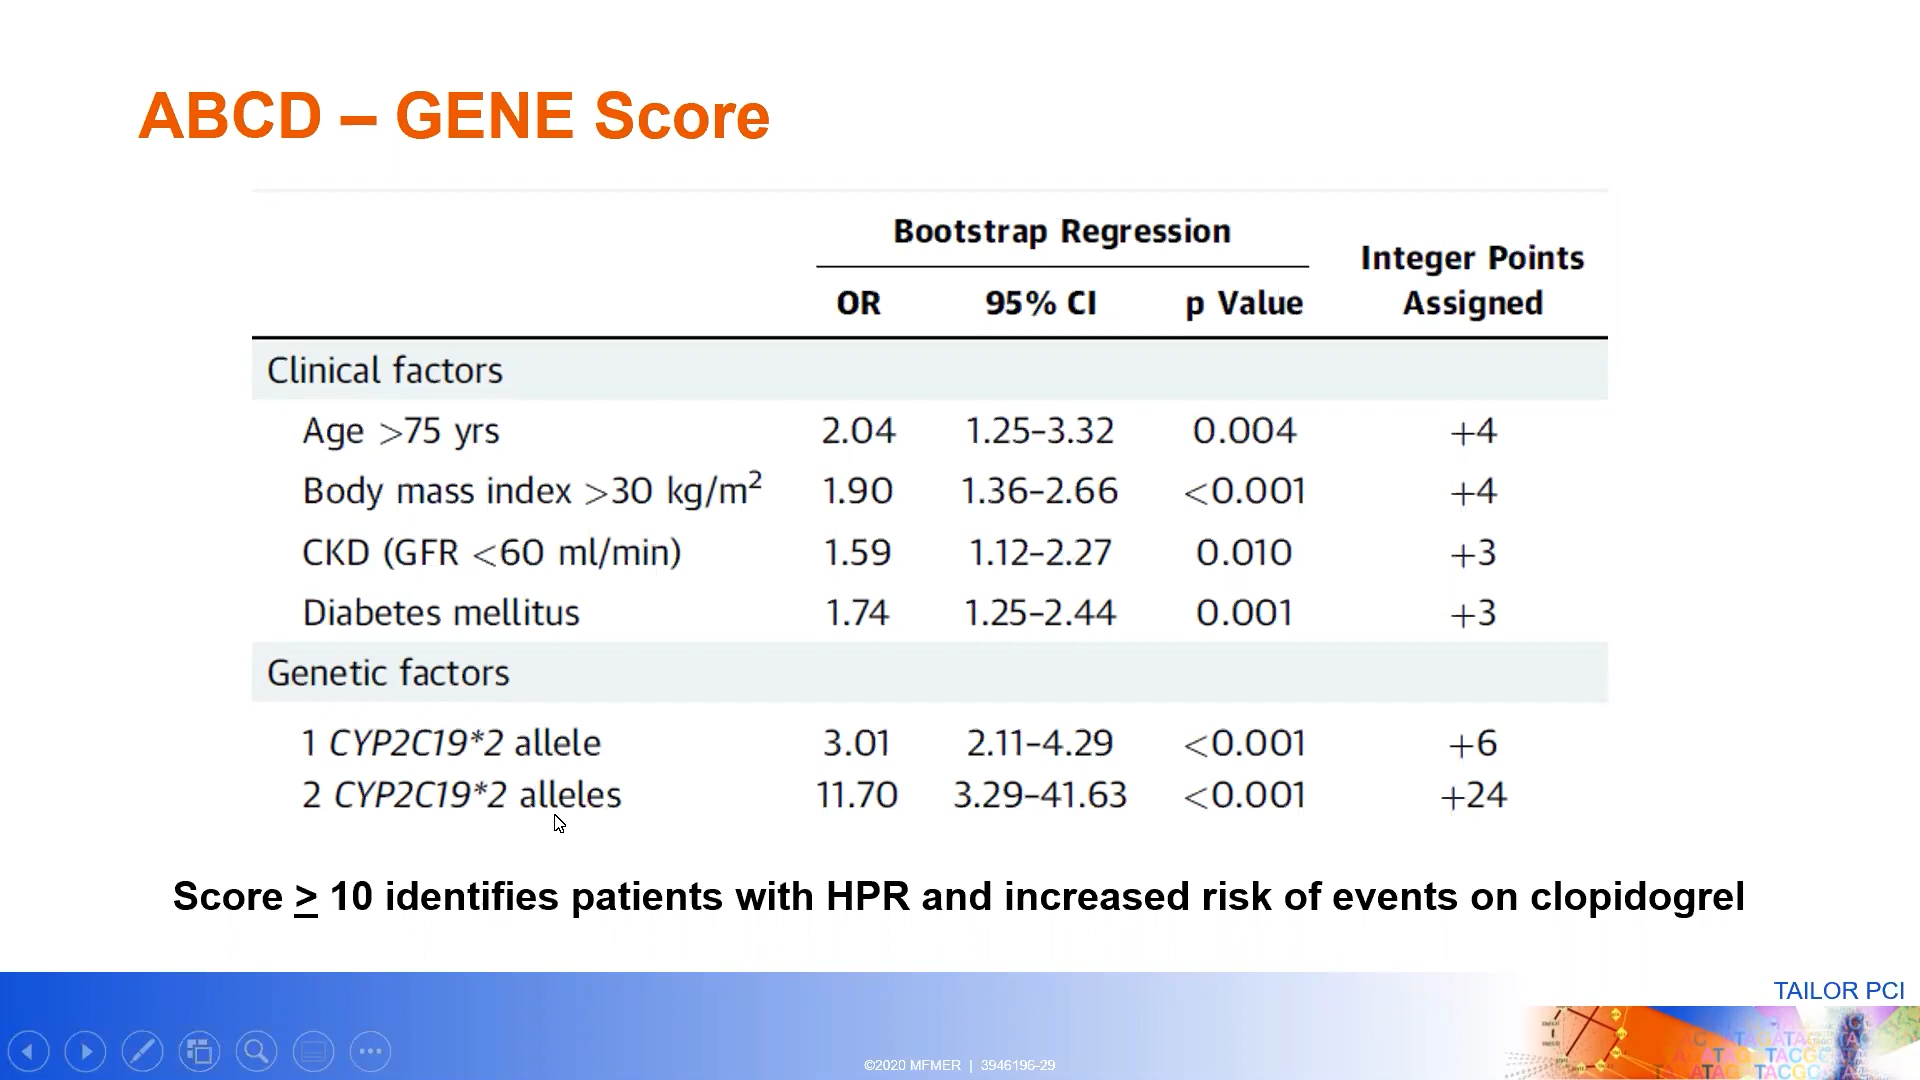 ABCD – GENE Score
Bootstrap Regression
Integer Points
Assigned
OR 95% CI p Value
Clinical factors
Age >75 yrs 2.04 1.25–3.32 0.004 +4
Body mass index >30 kg/m² 1.90 1.36–2.66 <0.001 +4
CKD (GFR <60 ml/min) 1.59 1.12–2.27 0.010 +3
Diabetes mellitus 1.74 1.25–2.44 0.001 +3
Genetic factors
1 CYP2C19*2 allele 3.01 2.11–4.29 <0.001 +6
2 CYP2C19*2 alleles 11.70 3.29–41.63 <0.001 +24
Score ≥ 10 identifies patients with HPR and increased risk of events on clopidogrel
TAILOR PCI
©2020 MFMER | 3946196-29